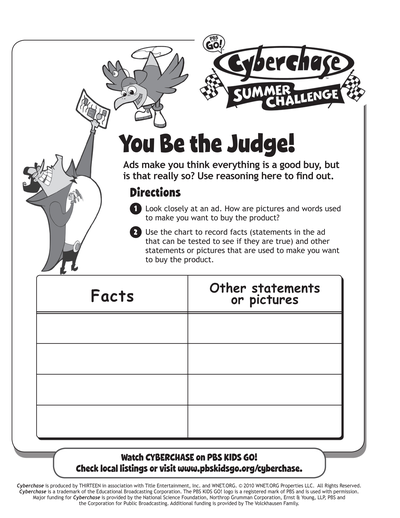 PBS
GO!
Cyberchase
SUMMER
CHALLENGE
You Be the Judge!
Ads make you think everything is a good buy, but
is that really so? Use reasoning here to find out.
Directions
1 Look closely at an ad. How are pictures and words used
to make you want to buy the product?
2 Use the chart to record facts (statements in the ad
that can be tested to see if they are true) and other
statements or pictures that are used to make you want
to buy the product.
Facts
Other statements
or pictures
Watch CYBERCHASE on PBS KIDS GO!
Check local listings or visit www.pbskidsgo.org/cyberchase.
Cyberchase is produced by THIRTEEN in association with Title Entertainment, Inc. and WNET.ORG. © 2010 WNET.ORG Properties LLC. All Rights Reserved.
Cyberchase is a trademark of the Educational Broadcasting Corporation. The PBS KIDS GO! logo is a registered mark of PBS and is used with permission.
Major funding for Cyberchase is provided by the National Science Foundation, Northrop Grumman Corporation, Ernst & Young, LLP, PBS and
the Corporation for Public Broadcasting. Additional funding is provided by The Volckhausen Family.